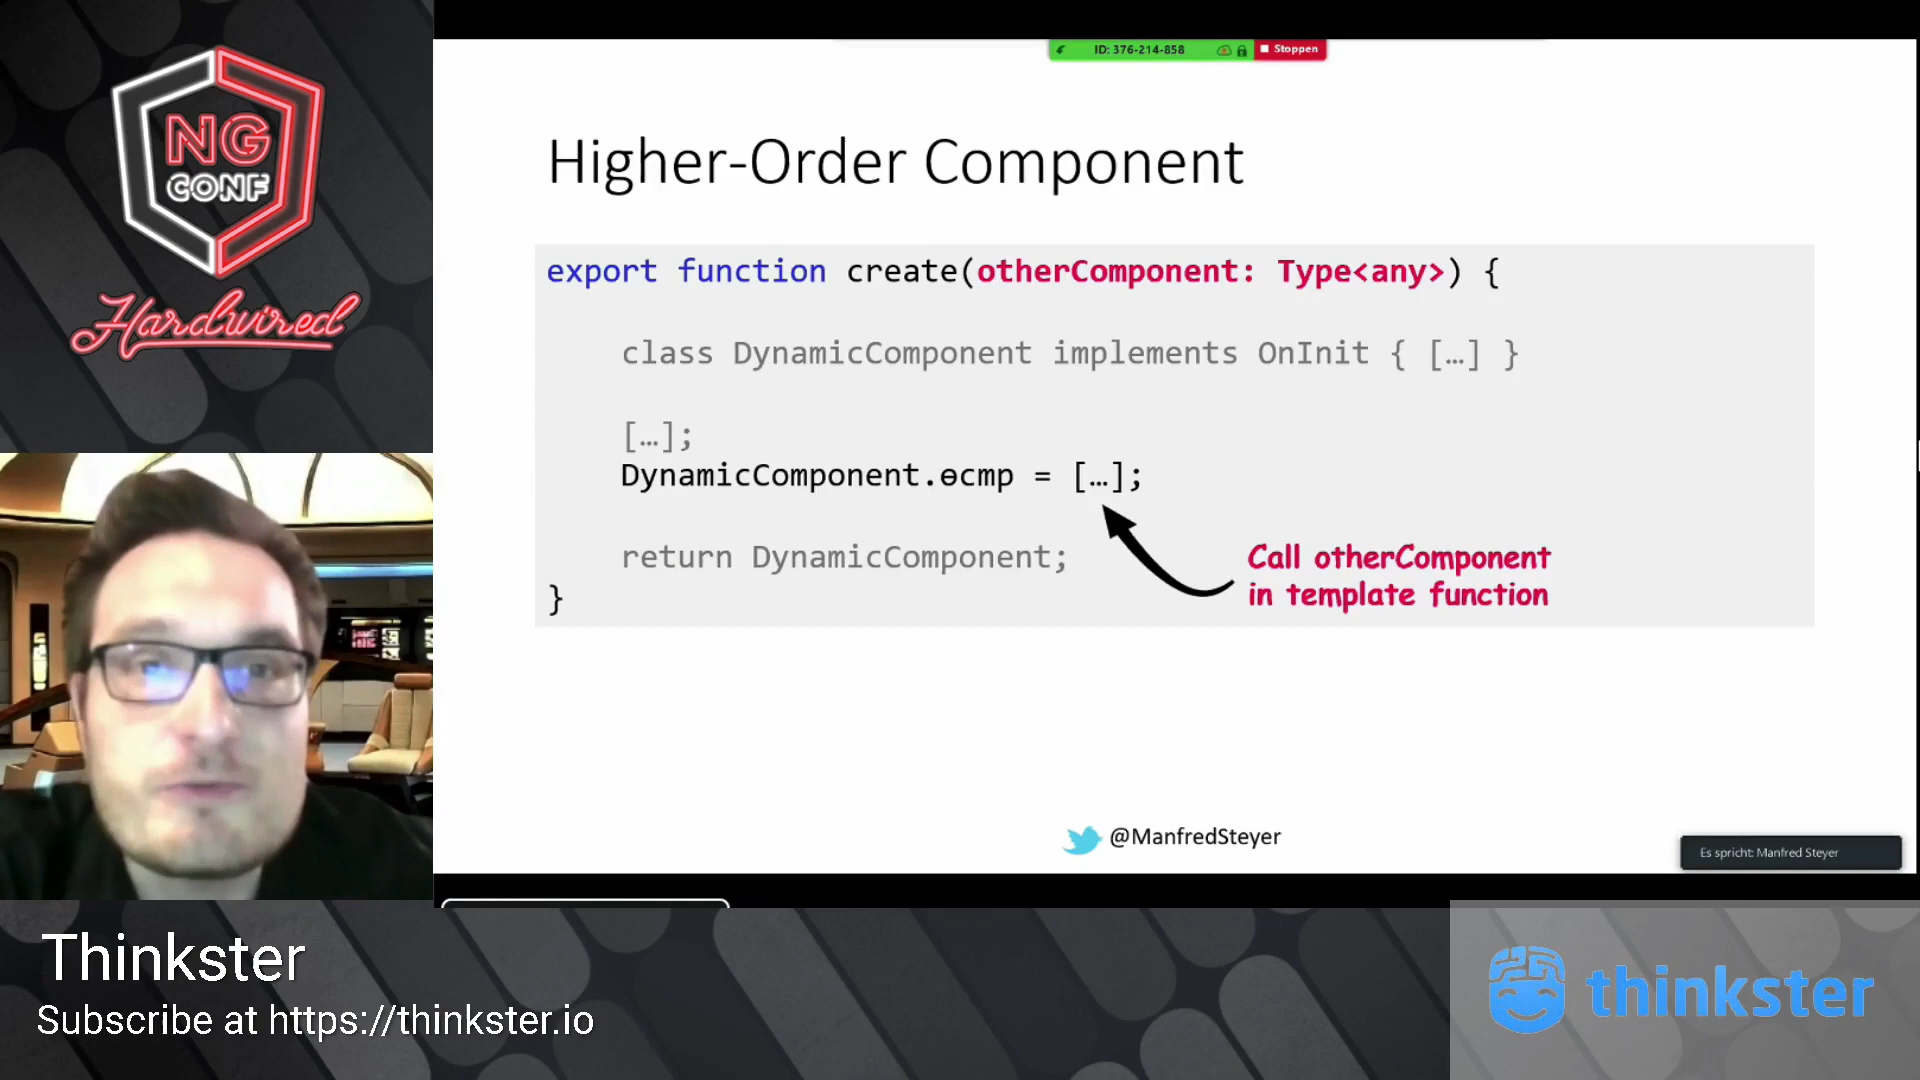 NG
CONF
Hardwired
ID: 376-214-858
Stoppen
Higher-Order Component
export function create(otherComponent: Type<any>) {
class DynamicComponent implements OnInit { […] }
[…];
DynamicComponent.ɵcmp = […];
return DynamicComponent;
}
Call otherComponent
in template function
@ManfredSteyer
Es spricht: Manfred Steyer
Thinkster
Subscribe at https://thinkster.io
thinkster